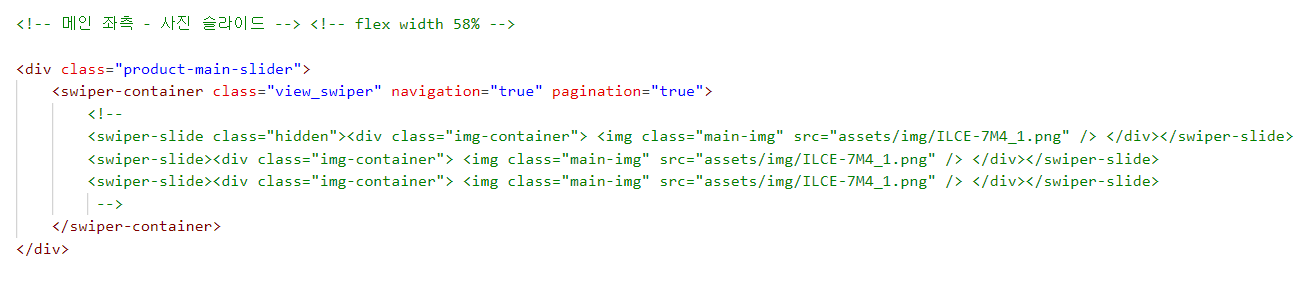 <!-- 메인 좌측 - 사진 슬라이드 --> <!-- flex width 58% -->
<div class="product-main-slider">
<swiper-container class="view_swiper" navigation="true" pagination="true">
<!--
<swiper-slide class="hidden"><div class="img-container"> <img class="main-img" src="assets/img/ILCE-7M4_1.png" /> </div></swiper-slide>
<swiper-slide><div class="img-container"> <img class="main-img" src="assets/img/ILCE-7M4_1.png" /> </div></swiper-slide>
<swiper-slide><div class="img-container"> <img class="main-img" src="assets/img/ILCE-7M4_1.png" /> </div></swiper-slide>
-->
</swiper-container>
</div>